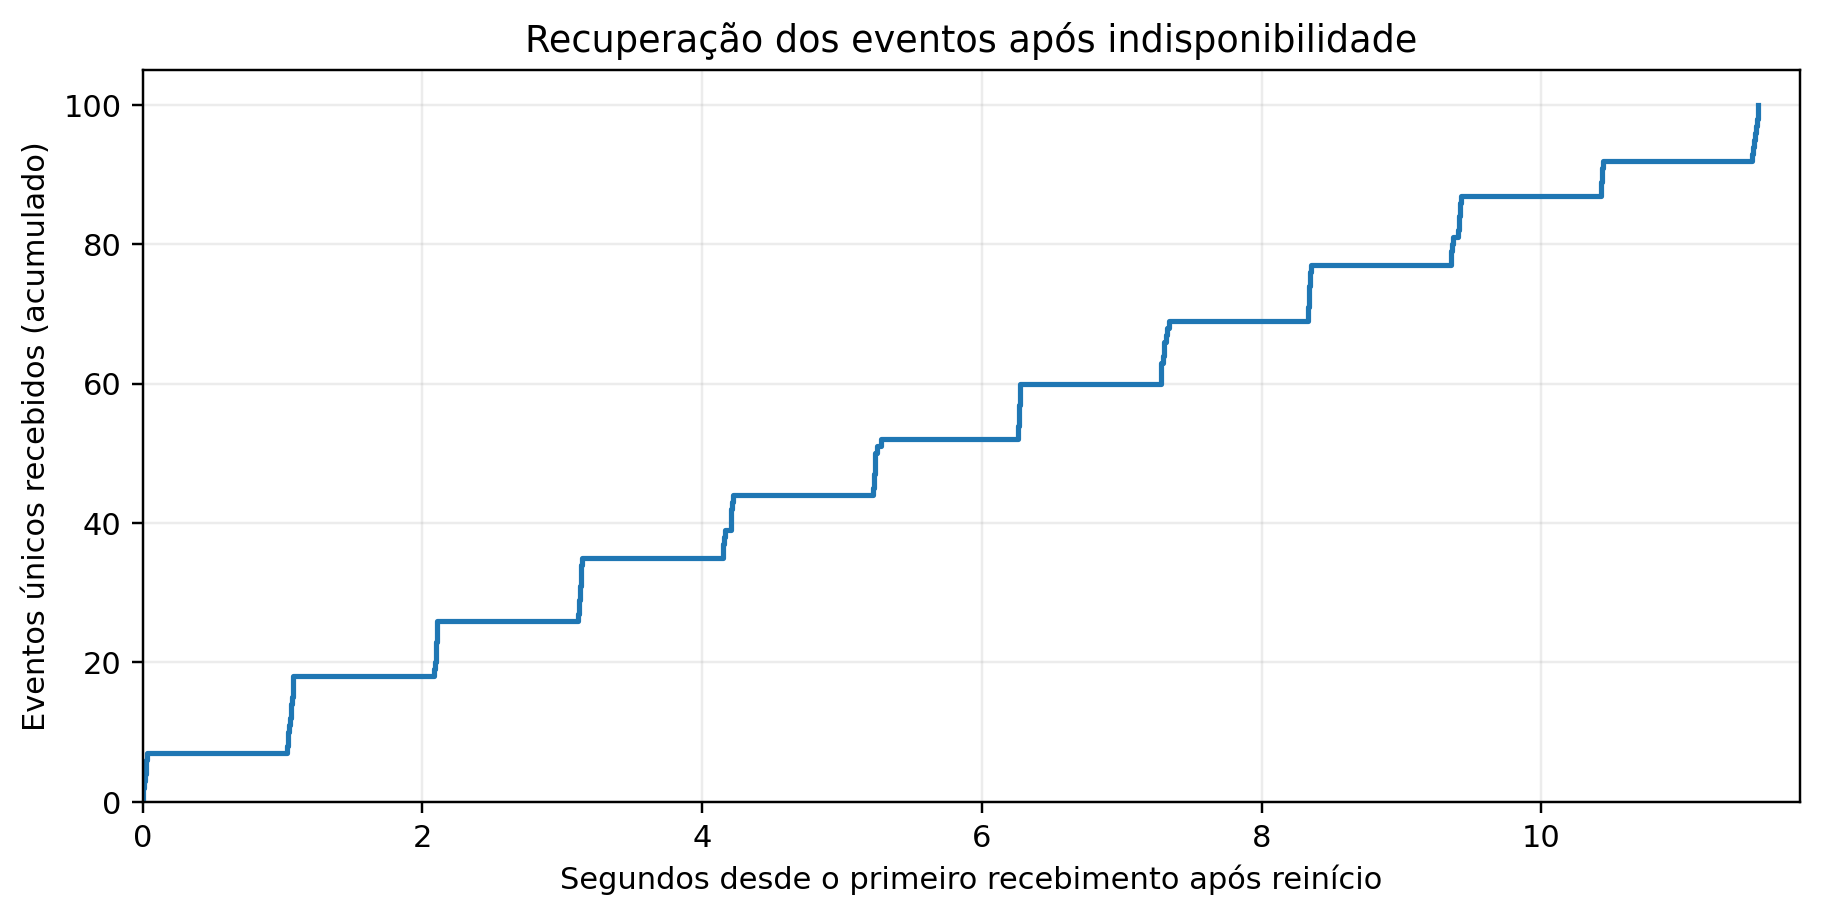 Recuperação dos eventos após indisponibilidade
Eventos únicos recebidos (acumulado)
100
80
60
40
20
0
0 2 4 6 8 10
Segundos desde o primeiro recebimento após reinício